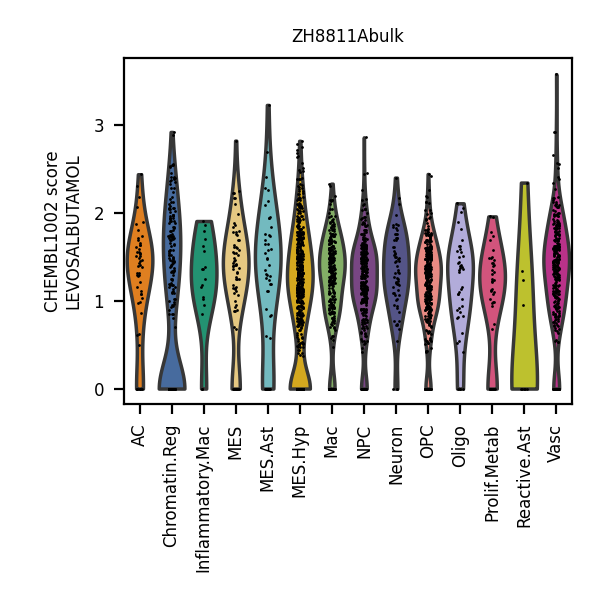 ZH8811Abulk
CHEMBL1002 score
LEVOSALBUTAMOL
3
2
1
0
AC
Chromatin.Reg
Inflammatory.Mac
MES
MES.Ast
MES.Hyp
Mac
NPC
Neuron
OPC
Oligo
Prolif.Metab
Reactive.Ast
Vasc